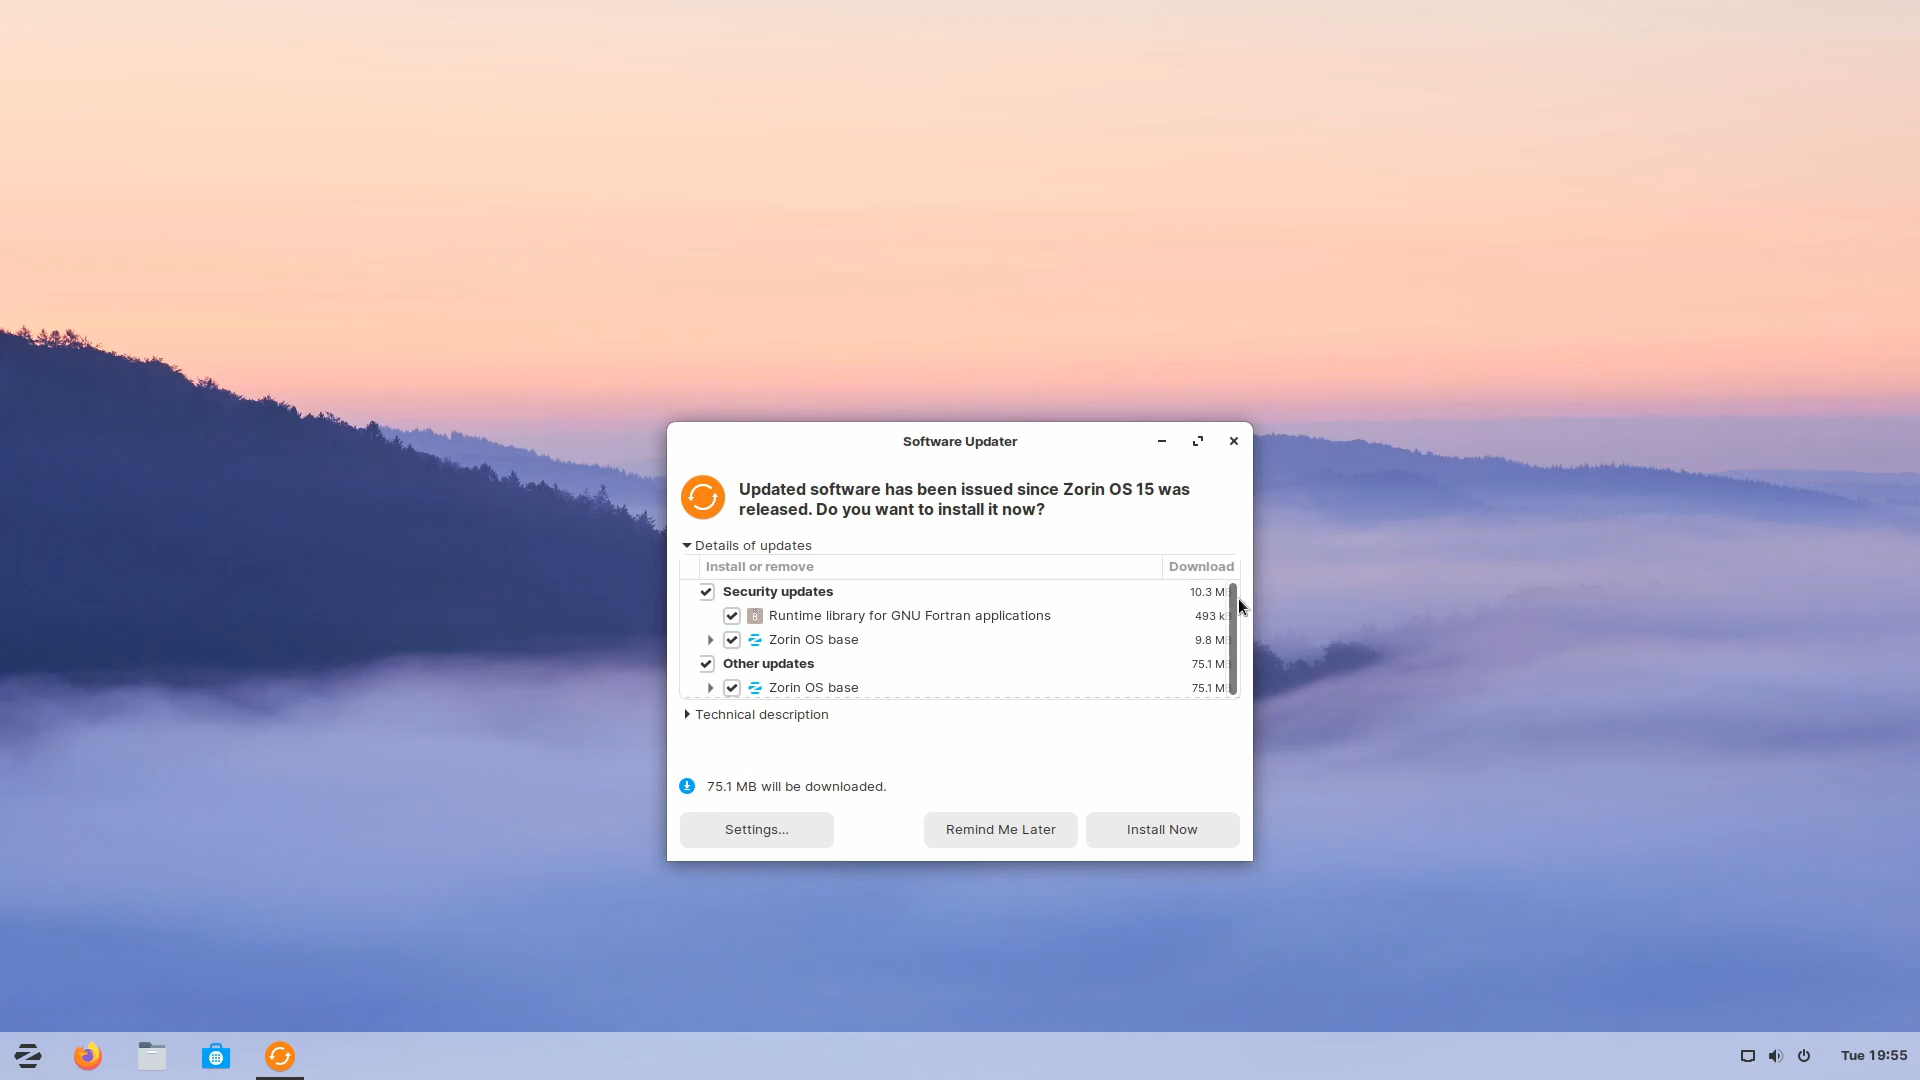 Software Updater
Updated software has been issued since Zorin OS 15 was
released. Do you want to install it now?
Details of updates
Install or remove Download
Security updates 10.3 M
Runtime library for GNU Fortran applications 493 k
Zorin OS base 9.8 M
Other updates 75.1 M
Zorin OS base 75.1 M
Technical description
75.1 MB will be downloaded.
Settings... Remind Me Later Install Now
Tue 19:55